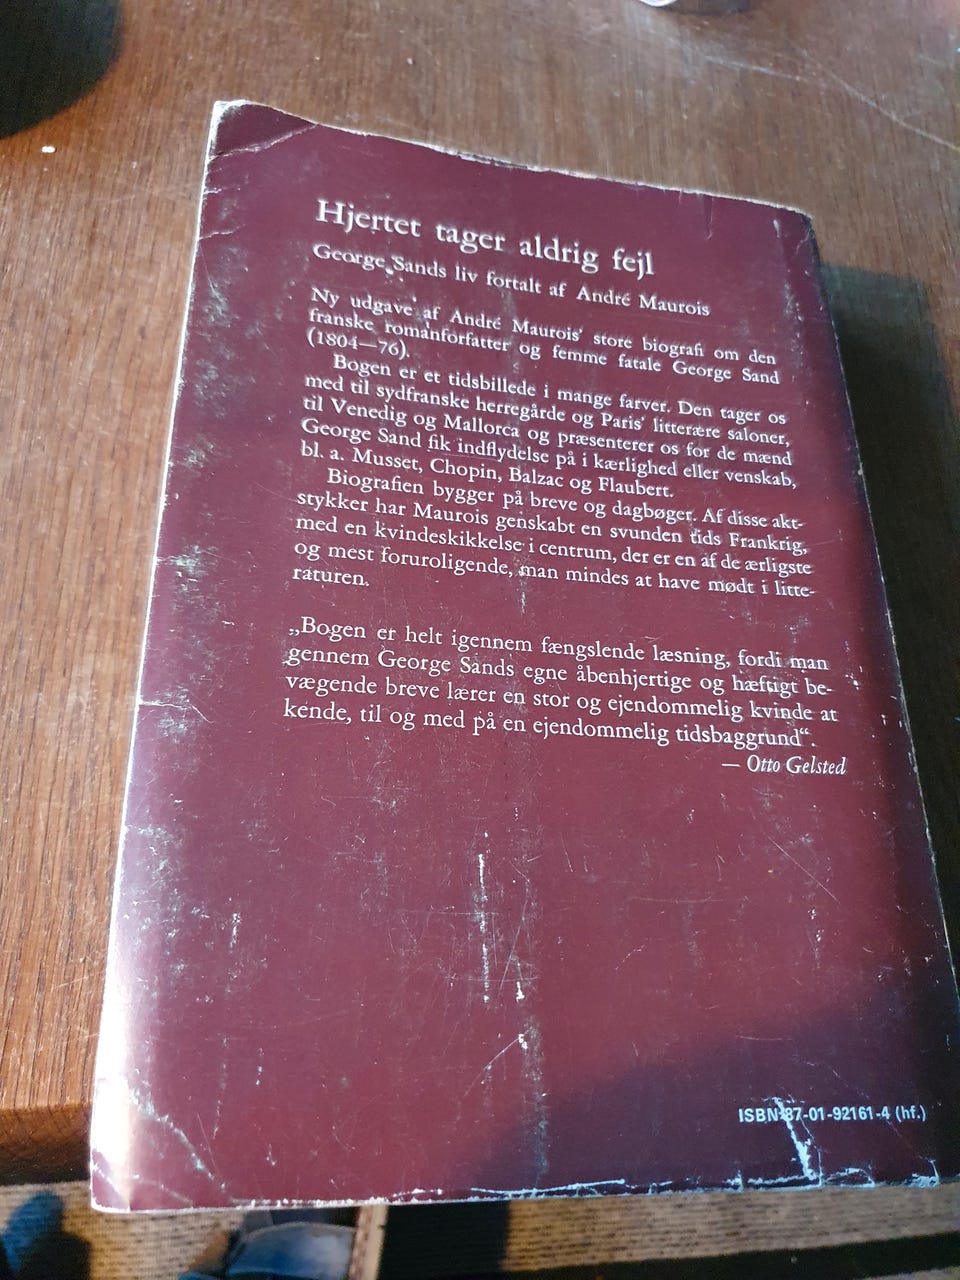 Hjertet tager aldrig fejl
George Sands liv fortalt af André Maurois
Ny udgave af André Maurois' store biografi om den
franske romanforfatter og femme fatale George Sand
(1804—76).
Bogen er et tidsbillede i mange farver. Den tager os
med til sydfranske herregårde og Paris' litterære saloner,
til Venedig og Mallorca og præsenterer os for de mænd
George Sand fik indflydelse på i kærlighed eller venskab,
bl. a. Musset, Chopin, Balzac og Flaubert.
Biografien bygger på breve og dagbøger. Af disse akt-
stykker har Maurois genskabt en svunden tids Frankrig,
med en kvindeskikkelse i centrum, der er en af de ærligste
og mest foruroligende, man mindes at have mødt i litte-
raturen.
„Bogen er helt igennem fængslende læsning, fordi man
gennem George Sands egne åbenhjertige og hæftigt be-
vægende breve lærer en stor og ejendommelig kvinde at
kende, til og med på en ejendommelig tidsbaggrund“.
— Otto Gelsted
ISBN 87-01-92161-4 (hf.)